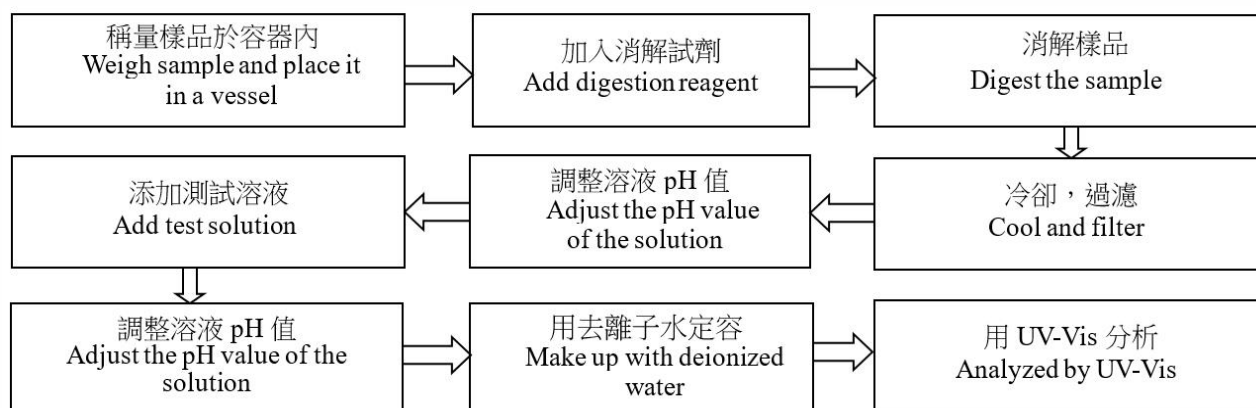 稱量樣品於容器內
Weigh sample and place it
in a vessel
加入消解試劑
Add digestion reagent
消解樣品
Digest the sample
冷卻，過濾
Cool and filter
調整溶液 pH 值
Adjust the pH value
of the solution
添加測試溶液
Add test solution
調整溶液 pH 值
Adjust the pH value of the
solution
用去離子水定容
Make up with deionized
water
用 UV-Vis 分析
Analyzed by UV-Vis